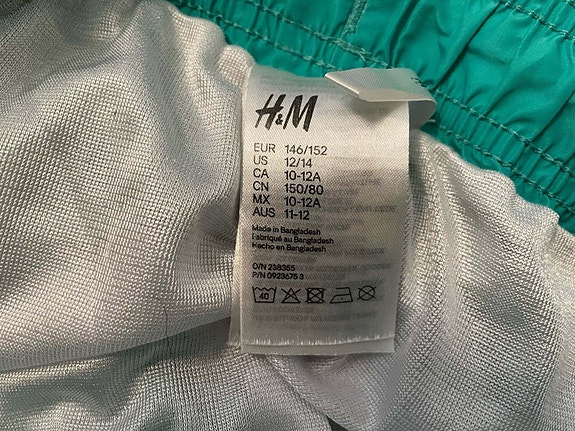 H&M
EUR 146/152
US 12/14
CA 10-12A
CN 150/80
MX 10-12A
AUS 11-12
Made in Bangladesh
Fabriqué au Bangladesh
Hecho en Bangladesh
O/N 238355
P/N 0923675 3
40